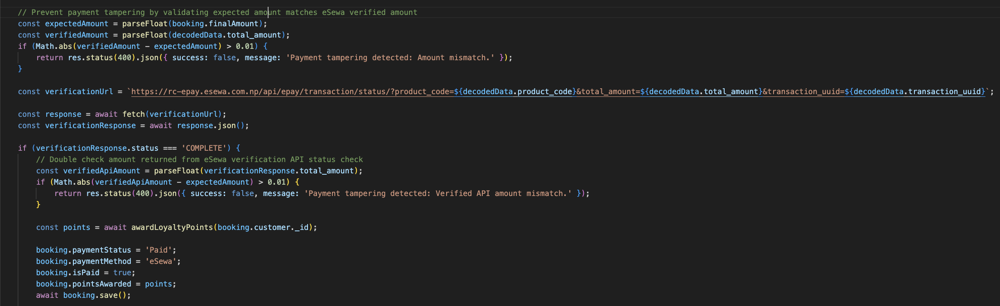 // Prevent payment tampering by validating expected amount matches eSewa verified amount
const expectedAmount = parseFloat(booking.finalAmount);
const verifiedAmount = parseFloat(decodedData.total_amount);
if (Math.abs(verifiedAmount - expectedAmount) > 0.01) {
    return res.status(400).json({ success: false, message: 'Payment tampering detected: Amount mismatch.' });
}

const verificationUrl = `https://rc-epay.esewa.com.np/api/epay/transaction/status/?product_code=${decodedData.product_code}&total_amount=${decodedData.total_amount}&transaction_uuid=${decodedData.transaction_uuid}`;

const response = await fetch(verificationUrl);
const verificationResponse = await response.json();

if (verificationResponse.status === 'COMPLETE') {
    // Double check amount returned from eSewa verification API status check
    const verifiedApiAmount = parseFloat(verificationResponse.total_amount);
    if (Math.abs(verifiedApiAmount - expectedAmount) > 0.01) {
        return res.status(400).json({ success: false, message: 'Payment tampering detected: Verified API amount mismatch.' });
    }

    const points = await awardLoyaltyPoints(booking.customer._id);

    booking.paymentStatus = 'Paid';
    booking.paymentMethod = 'eSewa';
    booking.isPaid = true;
    booking.pointsAwarded = points;
    await booking.save();